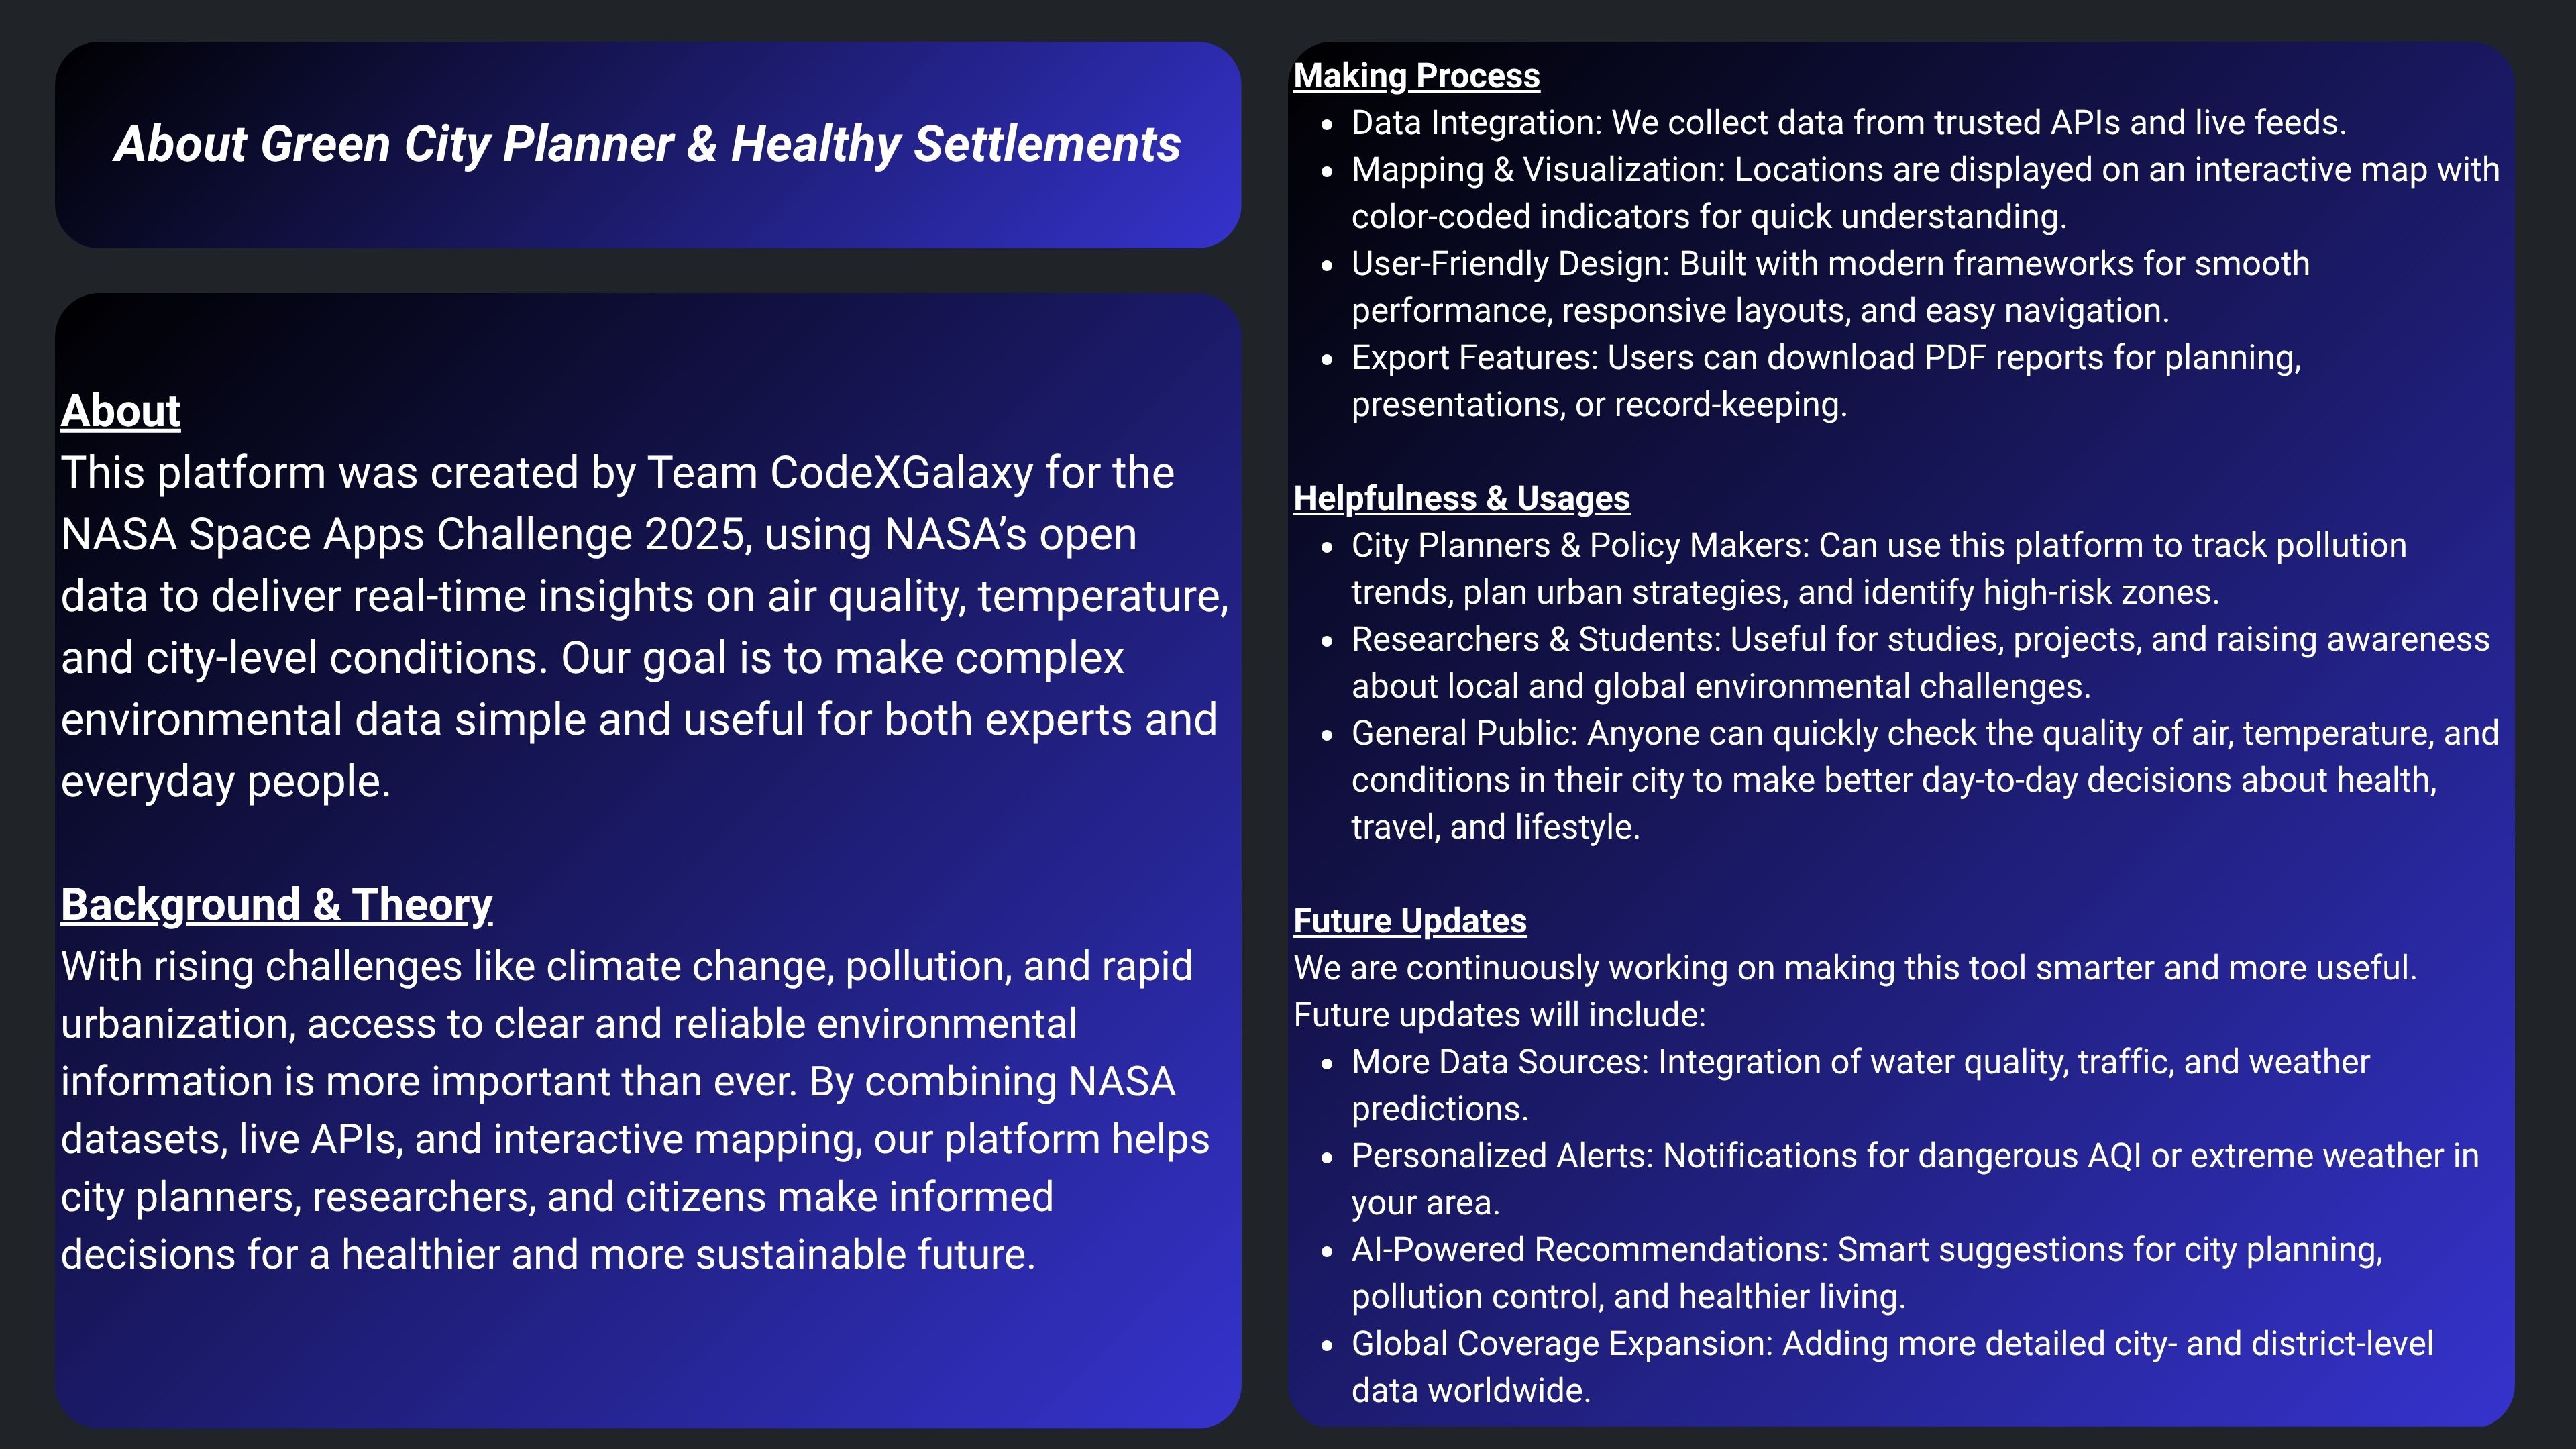 About Green City Planner & Healthy Settlements
About
This platform was created by Team CodeXGalaxy for the
NASA Space Apps Challenge 2025, using NASA’s open
data to deliver real-time insights on air quality, temperature,
and city-level conditions. Our goal is to make complex
environmental data simple and useful for both experts and
everyday people.
Background & Theory
With rising challenges like climate change, pollution, and rapid
urbanization, access to clear and reliable environmental
information is more important than ever. By combining NASA
datasets, live APIs, and interactive mapping, our platform helps
city planners, researchers, and citizens make informed
decisions for a healthier and more sustainable future.
Making Process
• Data Integration: We collect data from trusted APIs and live feeds.
• Mapping & Visualization: Locations are displayed on an interactive map with
color-coded indicators for quick understanding.
• User-Friendly Design: Built with modern frameworks for smooth
performance, responsive layouts, and easy navigation.
• Export Features: Users can download PDF reports for planning,
presentations, or record-keeping.
Helpfulness & Usages
• City Planners & Policy Makers: Can use this platform to track pollution
trends, plan urban strategies, and identify high-risk zones.
• Researchers & Students: Useful for studies, projects, and raising awareness
about local and global environmental challenges.
• General Public: Anyone can quickly check the quality of air, temperature, and
conditions in their city to make better day-to-day decisions about health,
travel, and lifestyle.
Future Updates
We are continuously working on making this tool smarter and more useful.
Future updates will include:
• More Data Sources: Integration of water quality, traffic, and weather
predictions.
• Personalized Alerts: Notifications for dangerous AQI or extreme weather in
your area.
• AI-Powered Recommendations: Smart suggestions for city planning,
pollution control, and healthier living.
• Global Coverage Expansion: Adding more detailed city- and district-level
data worldwide.